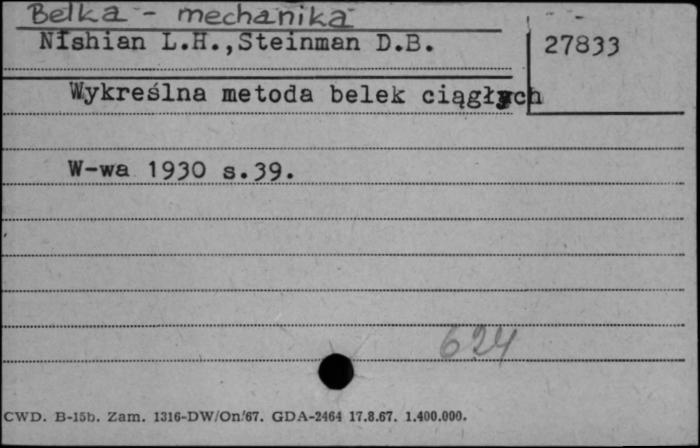 Belka - mechanika
Nishian L.H.,Steinman D.B.
27833
Wykreślna metoda belek ciągłych
W-wa 1930 s.39.
624
CWD. B-15b. Zam. 1316-DW/On/67. GDA-2464 17.8.67. 1.400.000.